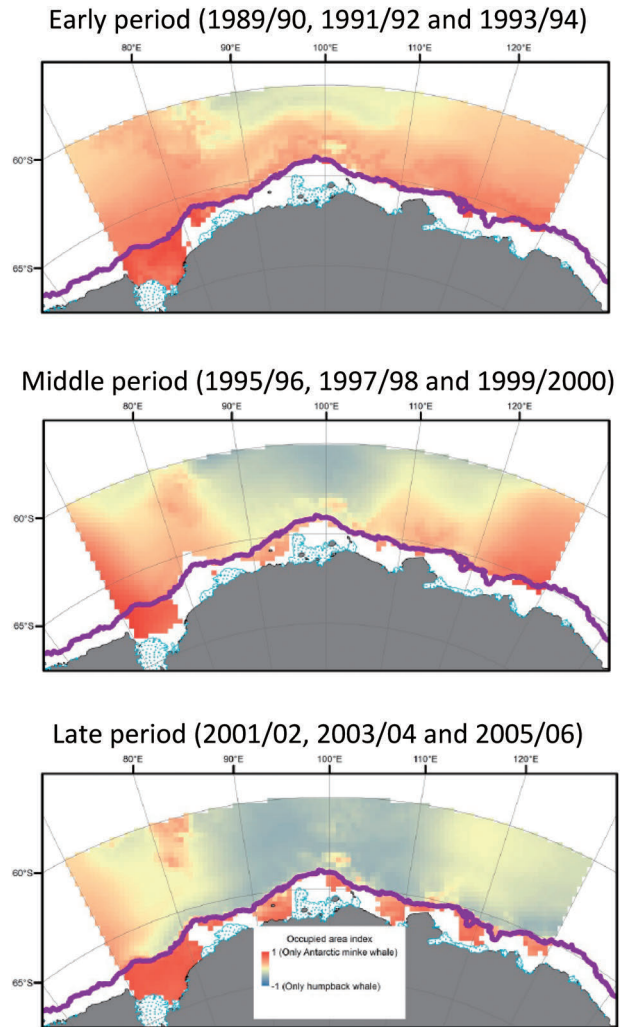 Early period (1989/90, 1991/92 and 1993/94)
80°E 90°E 100°E 110°E 120°E
60°S
65°S
Middle period (1995/96, 1997/98 and 1999/2000)
80°E 90°E 100°E 110°E 120°E
60°S
65°S
Late period (2001/02, 2003/04 and 2005/06)
80°E 90°E 100°E 110°E 120°E
60°S
65°S
Occupied area index
1 (Only Antarctic minke whale)
-1 (Only humpback whale)